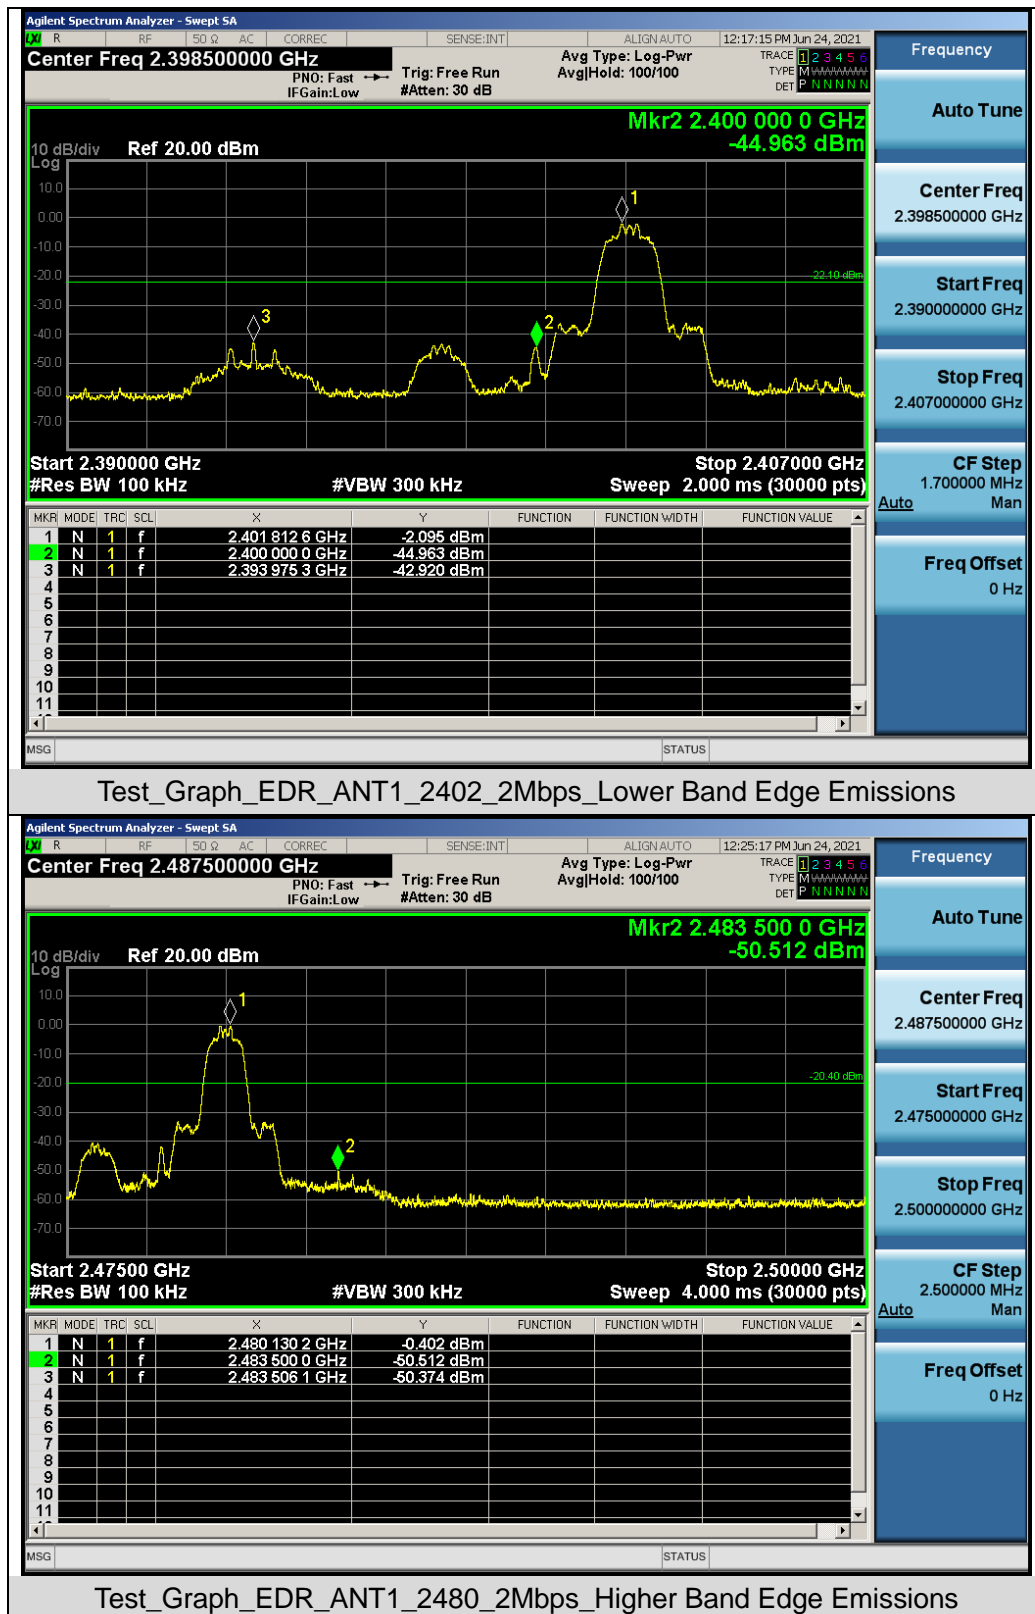 Agilent Spectrum Analyzer - Swept SA
LXI R RF 50 Ω AC CORREC SENSE:INT ALIGN AUTO 12:17:15 PM Jun 24, 2021
Center Freq 2.398500000 GHz
PNO: Fast
IFGain:Low
Trig: Free Run
#Atten: 30 dB
Avg Type: Log-Pwr
Avg|Hold: 100/100
TRACE 1 2 3 4 5 6
TYPE M
DET P N N N N N
Mkr2 2.400 000 0 GHz
-44.963 dBm
10 dB/div Ref 20.00 dBm
Log
10.0
0.00
-10.0
-20.0
-30.0
-40.0
-50.0
-60.0
-70.0
1
2
3
-22.10 dBm
Start 2.390000 GHz Stop 2.407000 GHz
#Res BW 100 kHz #VBW 300 kHz Sweep 2.000 ms (30000 pts)
MKR MODE TRC SCL X Y FUNCTION FUNCTION WIDTH FUNCTION VALUE
1 N 1 f 2.401 812 6 GHz -2.095 dBm
2 N 1 f 2.400 000 0 GHz -44.963 dBm
3 N 1 f 2.393 975 3 GHz -42.920 dBm
4
5
6
7
8
9
10
11
MSG STATUS
Frequency
Auto Tune
Center Freq
2.398500000 GHz
Start Freq
2.390000000 GHz
Stop Freq
2.407000000 GHz
CF Step
1.700000 MHz
Auto Man
Freq Offset
0 Hz
Test_Graph_EDR_ANT1_2402_2Mbps_Lower Band Edge Emissions
Agilent Spectrum Analyzer - Swept SA
LXI R RF 50 Ω AC CORREC SENSE:INT ALIGN AUTO 12:25:17 PM Jun 24, 2021
Center Freq 2.487500000 GHz
PNO: Fast
IFGain:Low
Trig: Free Run
#Atten: 30 dB
Avg Type: Log-Pwr
Avg|Hold: 100/100
TRACE 1 2 3 4 5 6
TYPE M
DET P N N N N N
Mkr2 2.483 500 0 GHz
-50.512 dBm
10 dB/div Ref 20.00 dBm
Log
10.0
0.00
-10.0
-20.0
-30.0
-40.0
-50.0
-60.0
-70.0
1
2
-20.40 dBm
Start 2.47500 GHz Stop 2.50000 GHz
#Res BW 100 kHz #VBW 300 kHz Sweep 4.000 ms (30000 pts)
MKR MODE TRC SCL X Y FUNCTION FUNCTION WIDTH FUNCTION VALUE
1 N 1 f 2.480 130 2 GHz -0.402 dBm
2 N 1 f 2.483 500 0 GHz -50.512 dBm
3 N 1 f 2.483 506 1 GHz -50.374 dBm
4
5
6
7
8
9
10
11
MSG STATUS
Frequency
Auto Tune
Center Freq
2.487500000 GHz
Start Freq
2.475000000 GHz
Stop Freq
2.500000000 GHz
CF Step
2.500000 MHz
Auto Man
Freq Offset
0 Hz
Test_Graph_EDR_ANT1_2480_2Mbps_Higher Band Edge Emissions